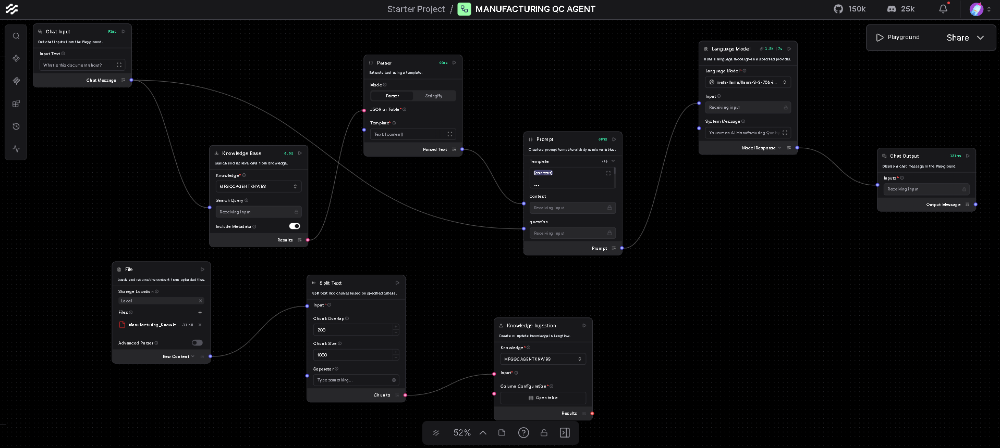 Starter Project / MANUFACTURING QC AGENT
150k
25k
Playground
Share
Chat Input
92ms
Get chat inputs from the Playground.
Input Text
What is this document about?
Chat Message
Parser
44ms
Extracts text using a template.
Mode
Parser
Stringify
JSON or Table*
Template*
Text: {content}
Parsed Text
Language Model
1.3K | 7s
Runs a language model given a specified provider.
Language Model*
meta-llama/llama-3-3-70b-i...
Input
Receiving input
System Message
You are an AI Manufacturing Quality
Model Response
Knowledge Base
Search and retrieve data from knowledge.
Knowledge*
MFGQCAGENTKNWBS
Search Query
Receiving input
Include Metadata
Results
Prompt
38ms
Create a prompt template with dynamic variables.
Template
{context}
---
context
Receiving input
question
Receiving input
Prompt
Chat Output
131ms
Display a chat message in the Playground.
Inputs*
Receiving input
Output Message
File
Loads and returns the content from uploaded files.
Storage Location
Local
Files
Manufacturing_Knowle...
3.1 KB
Advanced Parser
Raw Content
Split Text
Split text into chunks based on specified criteria.
Input*
Chunk Overlap
200
Chunk Size
1000
Separator
Type something...
Chunks
Knowledge Ingestion
Create or update knowledge in Langflow.
Knowledge*
MFGQCAGENTKNWBS
Input*
Column Configuration*
Open table
Results
52%